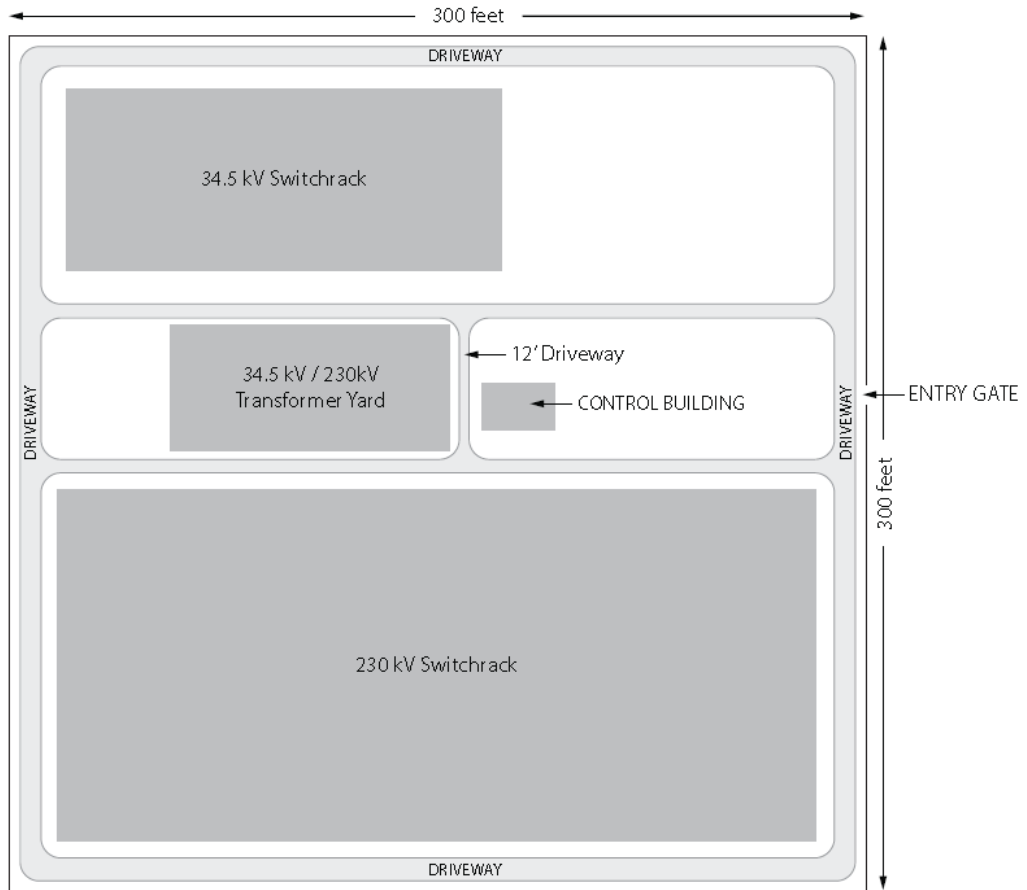 300 feet
DRIVEWAY
34.5 kV Switchrack
12' Driveway
34.5 kV / 230kV
Transformer Yard
CONTROL BUILDING
ENTRY GATE
DRIVEWAY
DRIVEWAY
300 feet
230 kV Switchrack
DRIVEWAY